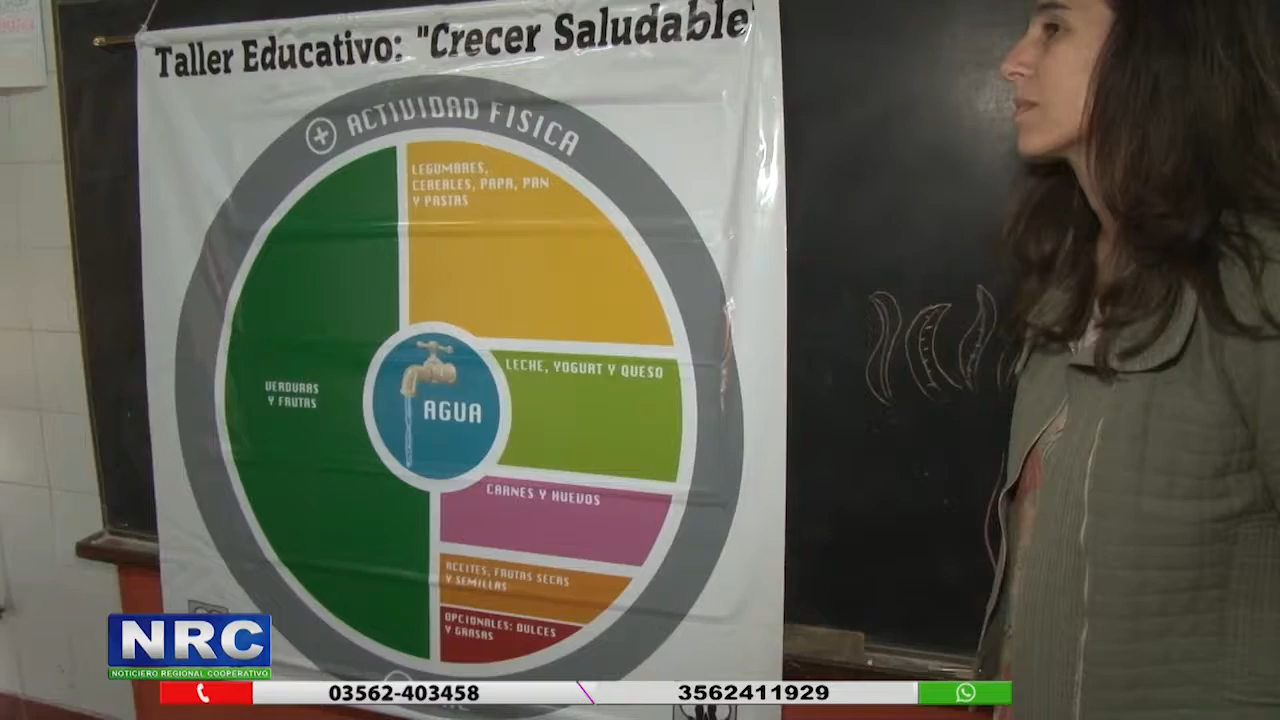 Taller Educativo: "Crecer Saludable"
ACTIVIDAD FISICA
LEGUMBRES,
CEREALES, PAPA, PAN
Y PASTAS
LECHE, YOGURT Y QUESO
VERDURAS
Y FRUTAS
AGUA
CARNES Y HUEVOS
ACEITES, FRUTAS SECAS
Y SEMILLAS
OPCIONALES: DULCES
Y GRASAS
NRC
NOTICIERO REGIONAL COOPERATIVO
03562-403458
3562411929